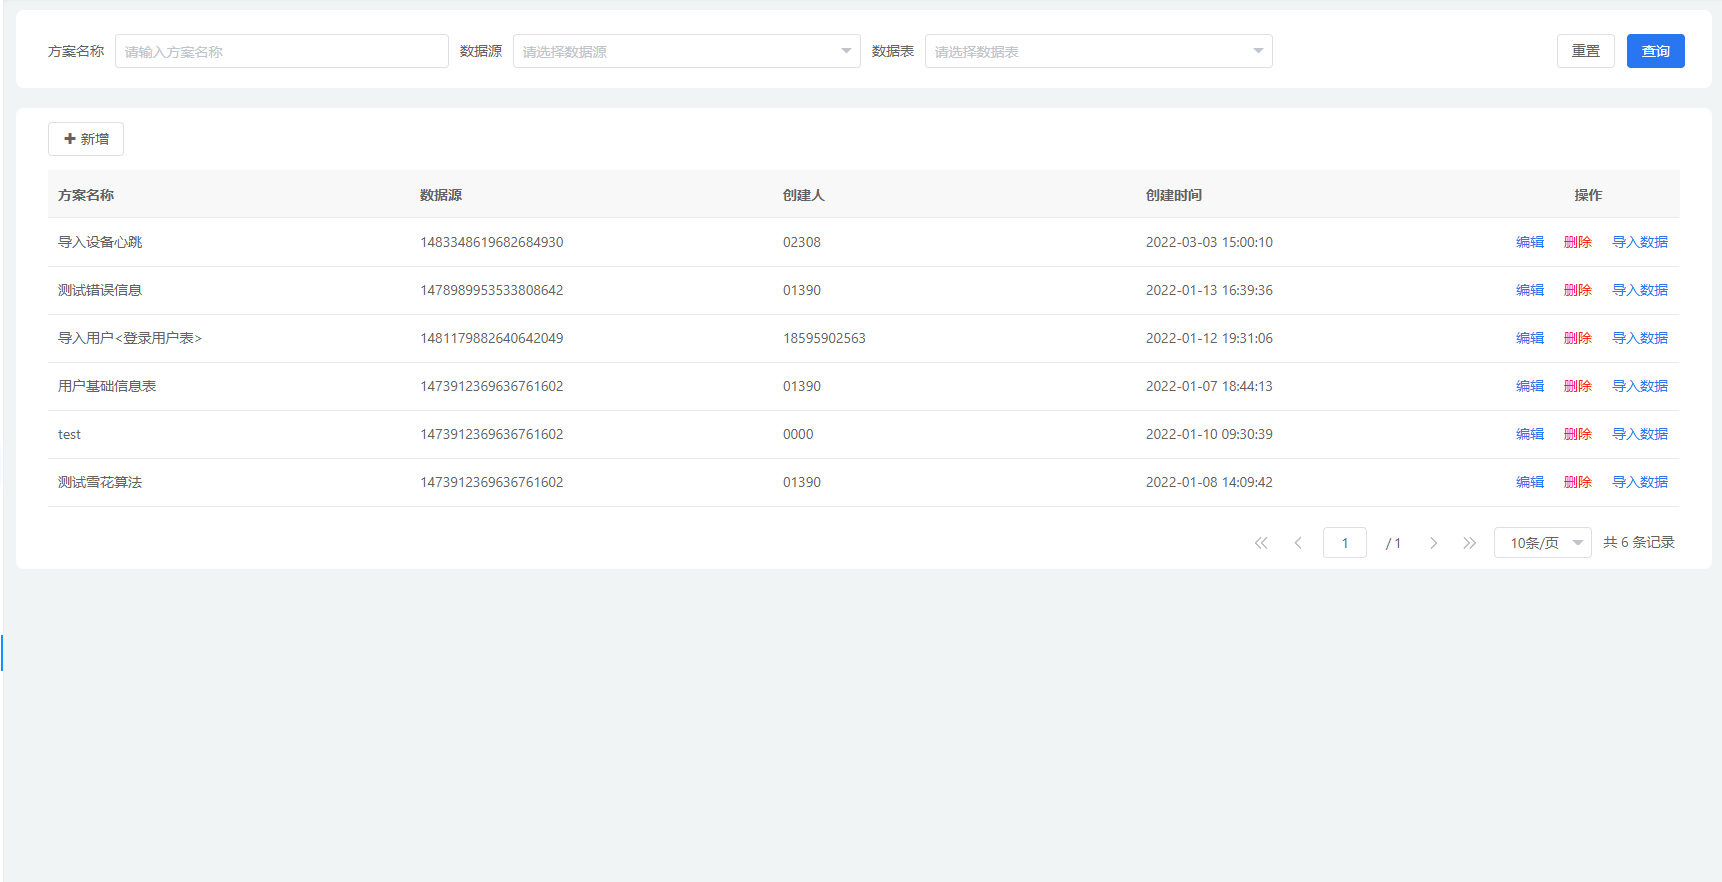 方案名称 请输入方案名称 数据源 请选择数据源 数据表 请选择数据表 重置 查询
新增
方案名称 数据源 创建人 创建时间 操作
导入设备心跳 1483348619682684930 02308 2022-03-03 15:00:10 编辑 删除 导入数据
测试错误信息 1478989953533808642 01390 2022-01-13 16:39:36 编辑 删除 导入数据
导入用户<登录用户表> 1481179882640642049 18595902563 2022-01-12 19:31:06 编辑 删除 导入数据
用户基础信息表 1473912369636761602 01390 2022-01-07 18:44:13 编辑 删除 导入数据
test 1473912369636761602 0000 2022-01-10 09:30:39 编辑 删除 导入数据
测试雪花算法 1473912369636761602 01390 2022-01-08 14:09:42 编辑 删除 导入数据
1 / 1 10条/页 共 6 条记录